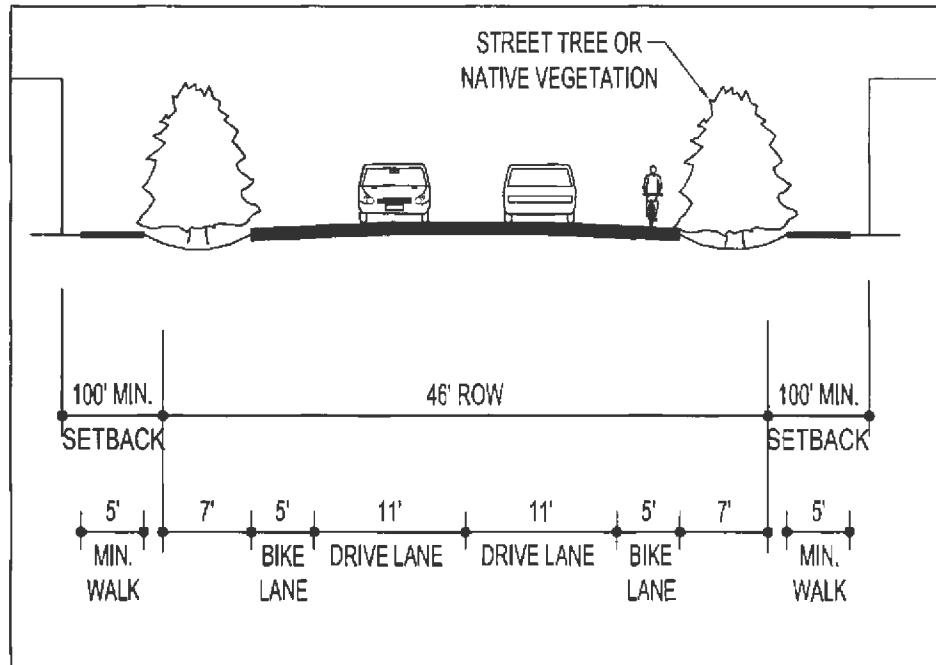 STREET TREE OR
NATIVE VEGETATION
100' MIN.
SETBACK
46' ROW
100' MIN.
SETBACK
5'
MIN.
WALK
7'
5'
BIKE
LANE
11'
DRIVE LANE
11'
DRIVE LANE
5'
BIKE
LANE
7'
5'
MIN.
WALK